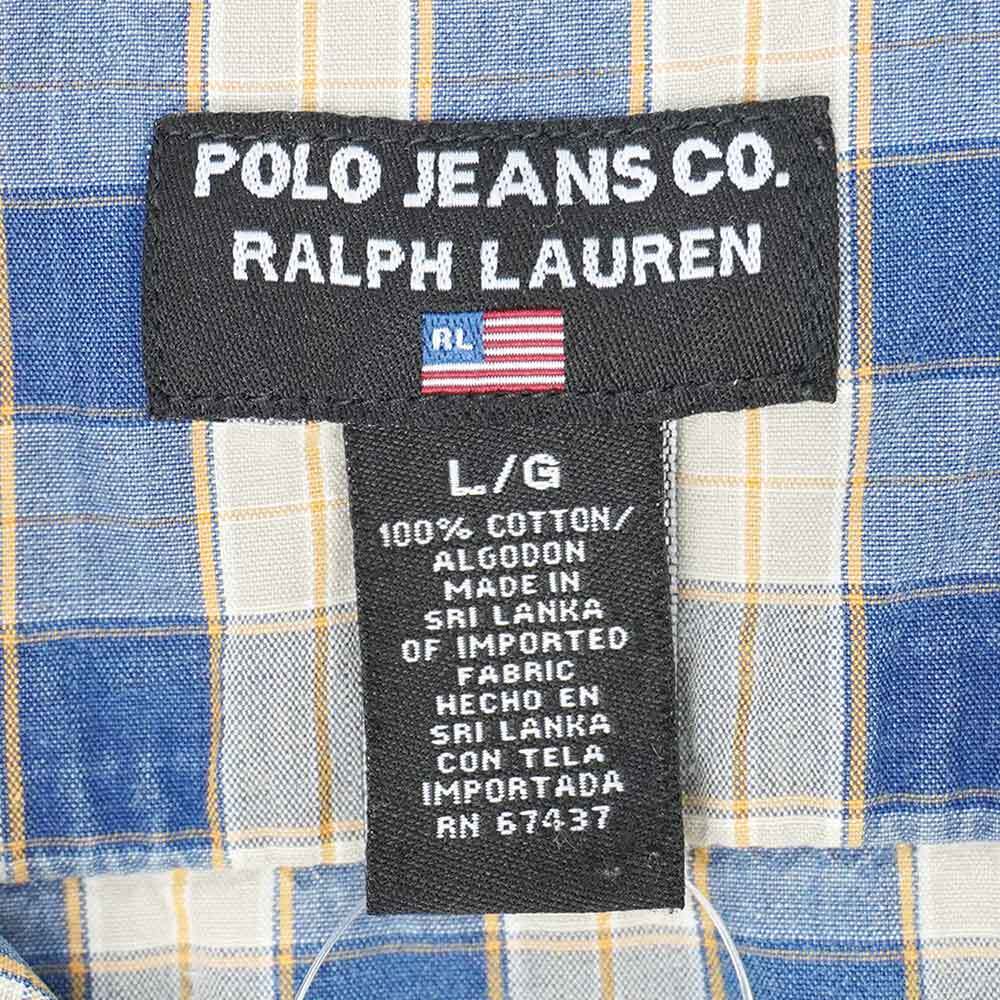 POLO JEANS CO.
RALPH LAUREN
RL
L/G
100% COTTON/
ALGODON
MADE IN
SRI LANKA
OF IMPORTED
FABRIC
HECHO EN
SRI LANKA
CON TELA
IMPORTADA
RN 67437